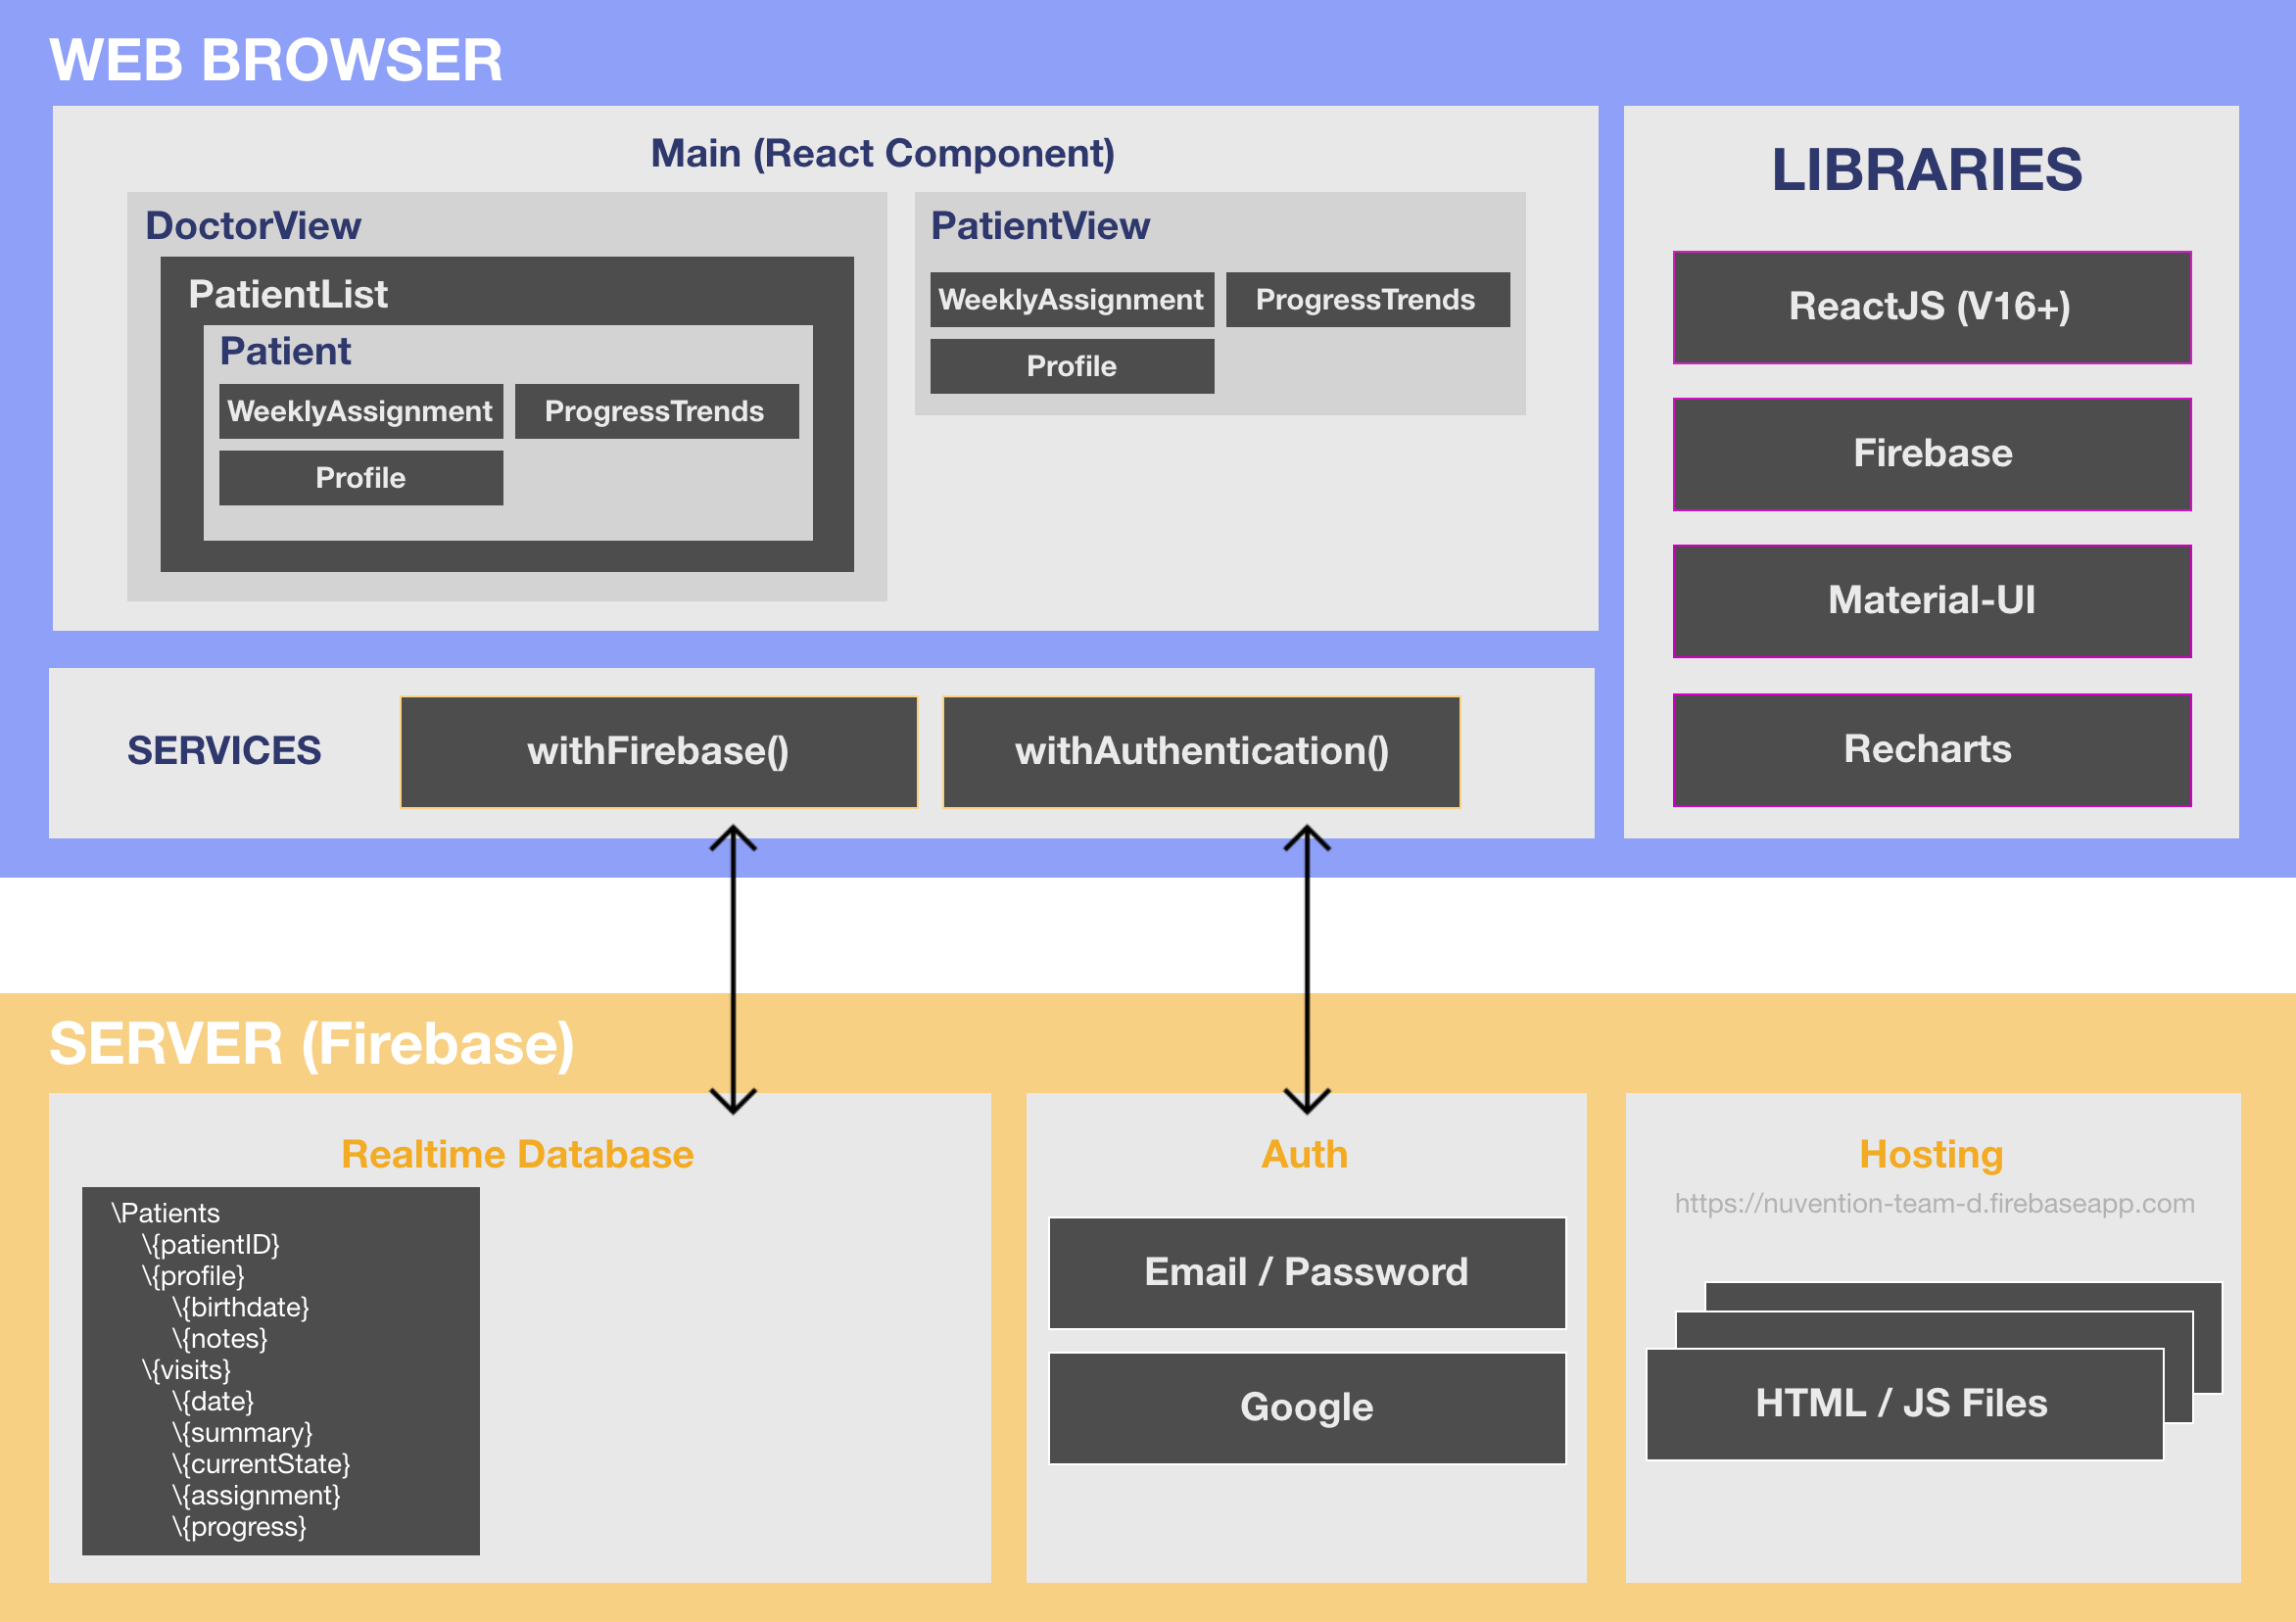 WEB BROWSER
Main (React Component)
DoctorView
PatientList
Patient
WeeklyAssignment
ProgressTrends
Profile
PatientView
WeeklyAssignment
ProgressTrends
Profile
LIBRARIES
ReactJS (V16+)
Firebase
Material-UI
Recharts
SERVICES
withFirebase()
withAuthentication()
SERVER (Firebase)
Realtime Database
\Patients
\{patientID}
\{profile}
\{birthdate}
\{notes}
\{visits}
\{date}
\{summary}
\{currentState}
\{assignment}
\{progress}
Auth
Email / Password
Google
Hosting
https://nuvention-team-d.firebaseapp.com
HTML / JS Files